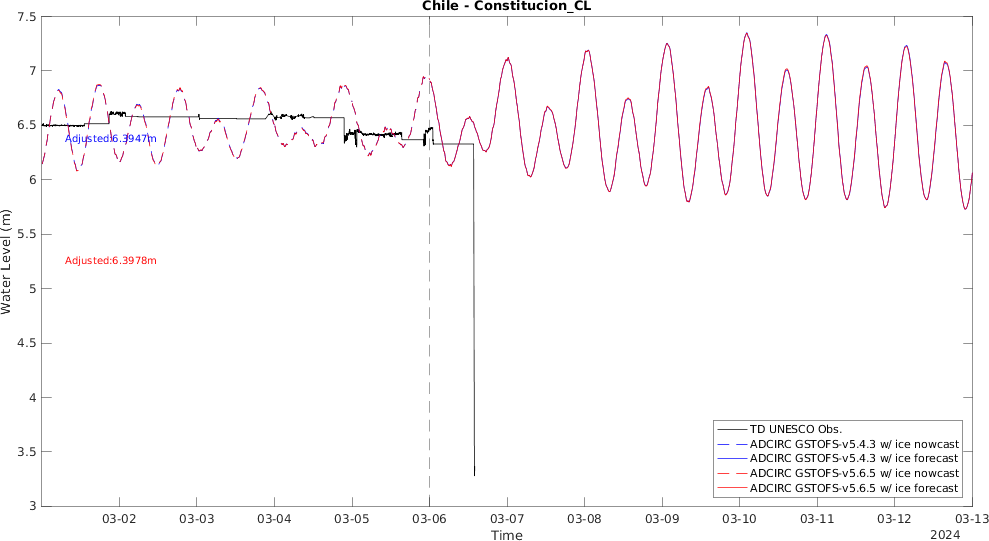 Chile - Constitucion_CL
7.5
7
6.5
6
5.5
5
4.5
4
3.5
3
Water Level (m)
Adjusted:6.3947m
Adjusted:6.3978m
TD UNESCO Obs.
ADCIRC GSTOFS-v5.4.3 w/ ice nowcast
ADCIRC GSTOFS-v5.4.3 w/ ice forecast
ADCIRC GSTOFS-v5.6.5 w/ ice nowcast
ADCIRC GSTOFS-v5.6.5 w/ ice forecast
03-02 03-03 03-04 03-05 03-06 03-07 03-08 03-09 03-10 03-11 03-12 03-13
Time
2024